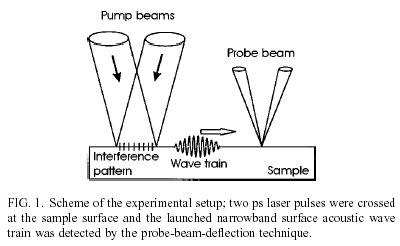 Pump beams
Probe beam
Interference
pattern
Wave train
Sample
FIG. 1. Scheme of the experimental setup; two ps laser pulses were crossed
at the sample surface and the launched narrowband surface acoustic wave
train was detected by the probe-beam-deflection technique.